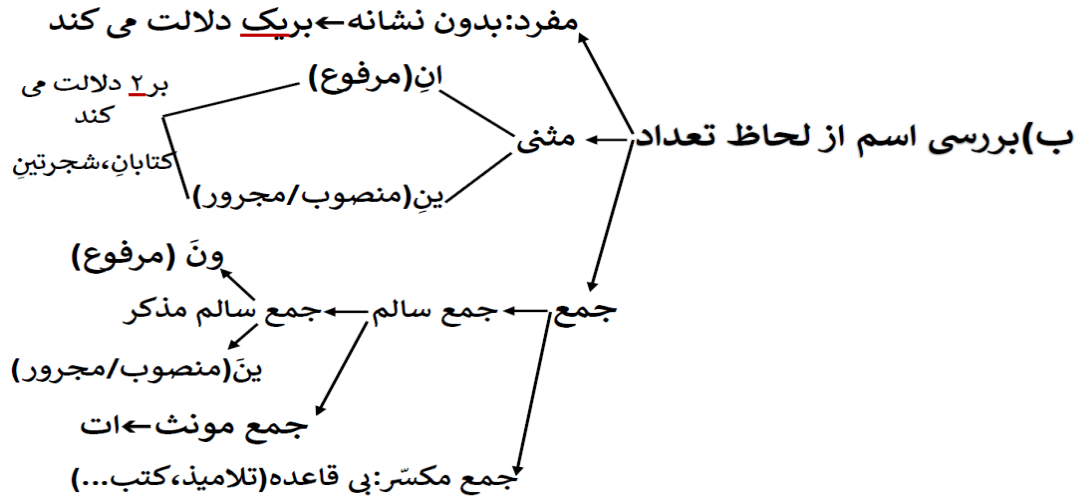 مفرد:بدون نشانه←بریک دلالت می کند
ب)بررسی اسم از لحاظ تعداد
مثنی
انِ(مرفوع)
ینِ(منصوب/مجرور)
بر۲ دلالت می
کند
کتابانِ،شجرتینِ
جمع
جمع سالم
جمع سالم مذکر
ونَ (مرفوع)
ینَ(منصوب/مجرور)
جمع مونث←ات
جمع مکسّر:بی قاعده(تلامیذ،کتب...)